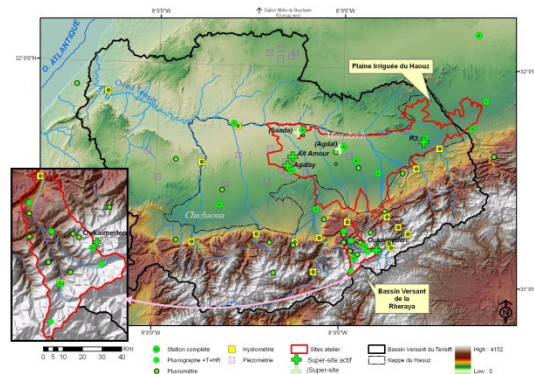 9°0'0"W
8°0'0"W
32°0'0"N
32°0'0"N
O. ATLANTIQUE
Oued Tensift
Plaine Irriguée du
Haouz
(Saada)
(Agdal)
R3
Aït Amour
Agafay
Chichaoua
Oukaimeden
Oukaimeden
Bassin Versant
de la
Rheraya
9°0'0"W
8°0'0"W
0 5 10 20 30 40
Km
Station complète
Hydrométrie
Sites atelier
Bassin Versant du Tensift
High : 4152
Pluviographe +T+HR
Piézométrie
Super-site actif
Nappe du Haouz
Pluviomètre
(Super-site
Low : 0
N